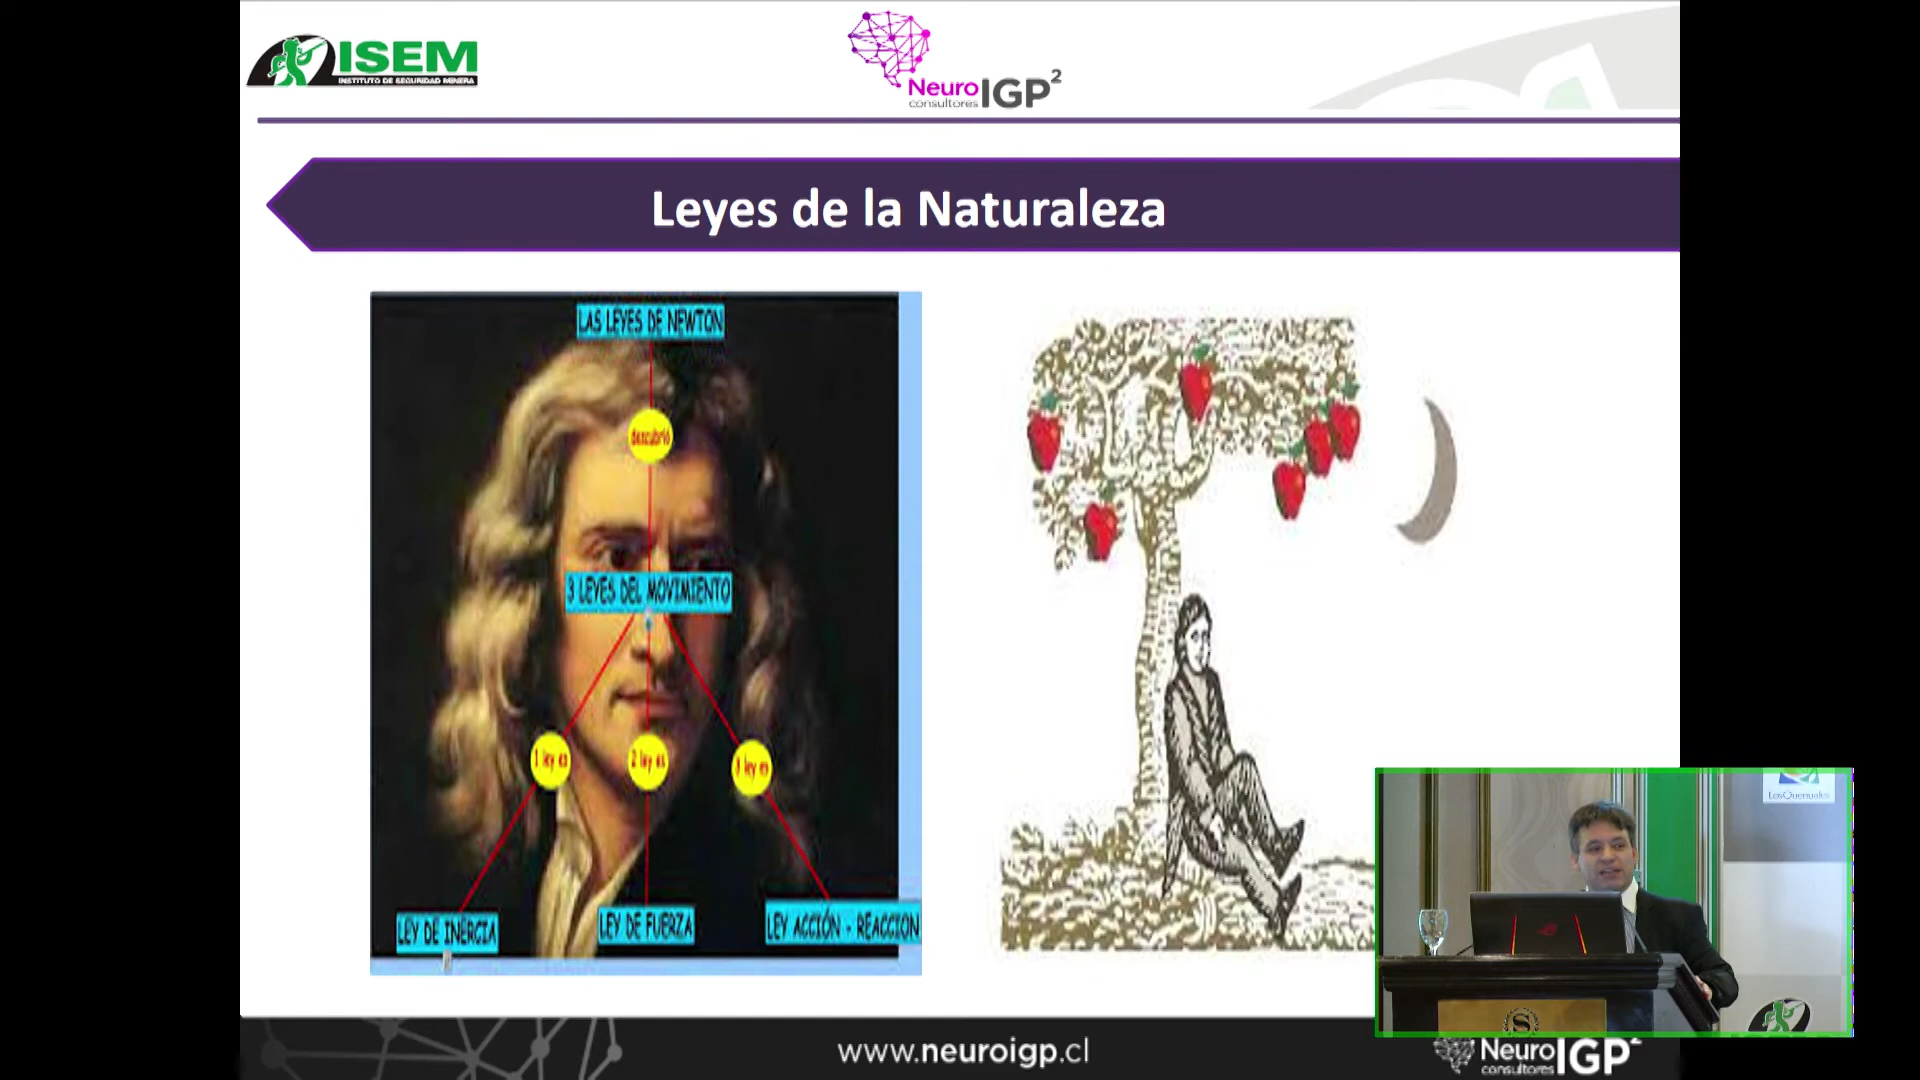 ISEM
INSTITUTO DE SEGURIDAD MINERA
Neuro IGP²
consultores
Leyes de la Naturaleza
LAS LEYES DE NEWTON
descubrió
3 LEYES DEL MOVIMIENTO
1 ley es
2 ley es
3 ley es
LEY DE INERCIA
LEY DE FUERZA
LEY ACCIÓN - REACCION
LosQuenuales
S
www.neuroigp.cl
Neuro IGP²
consultores